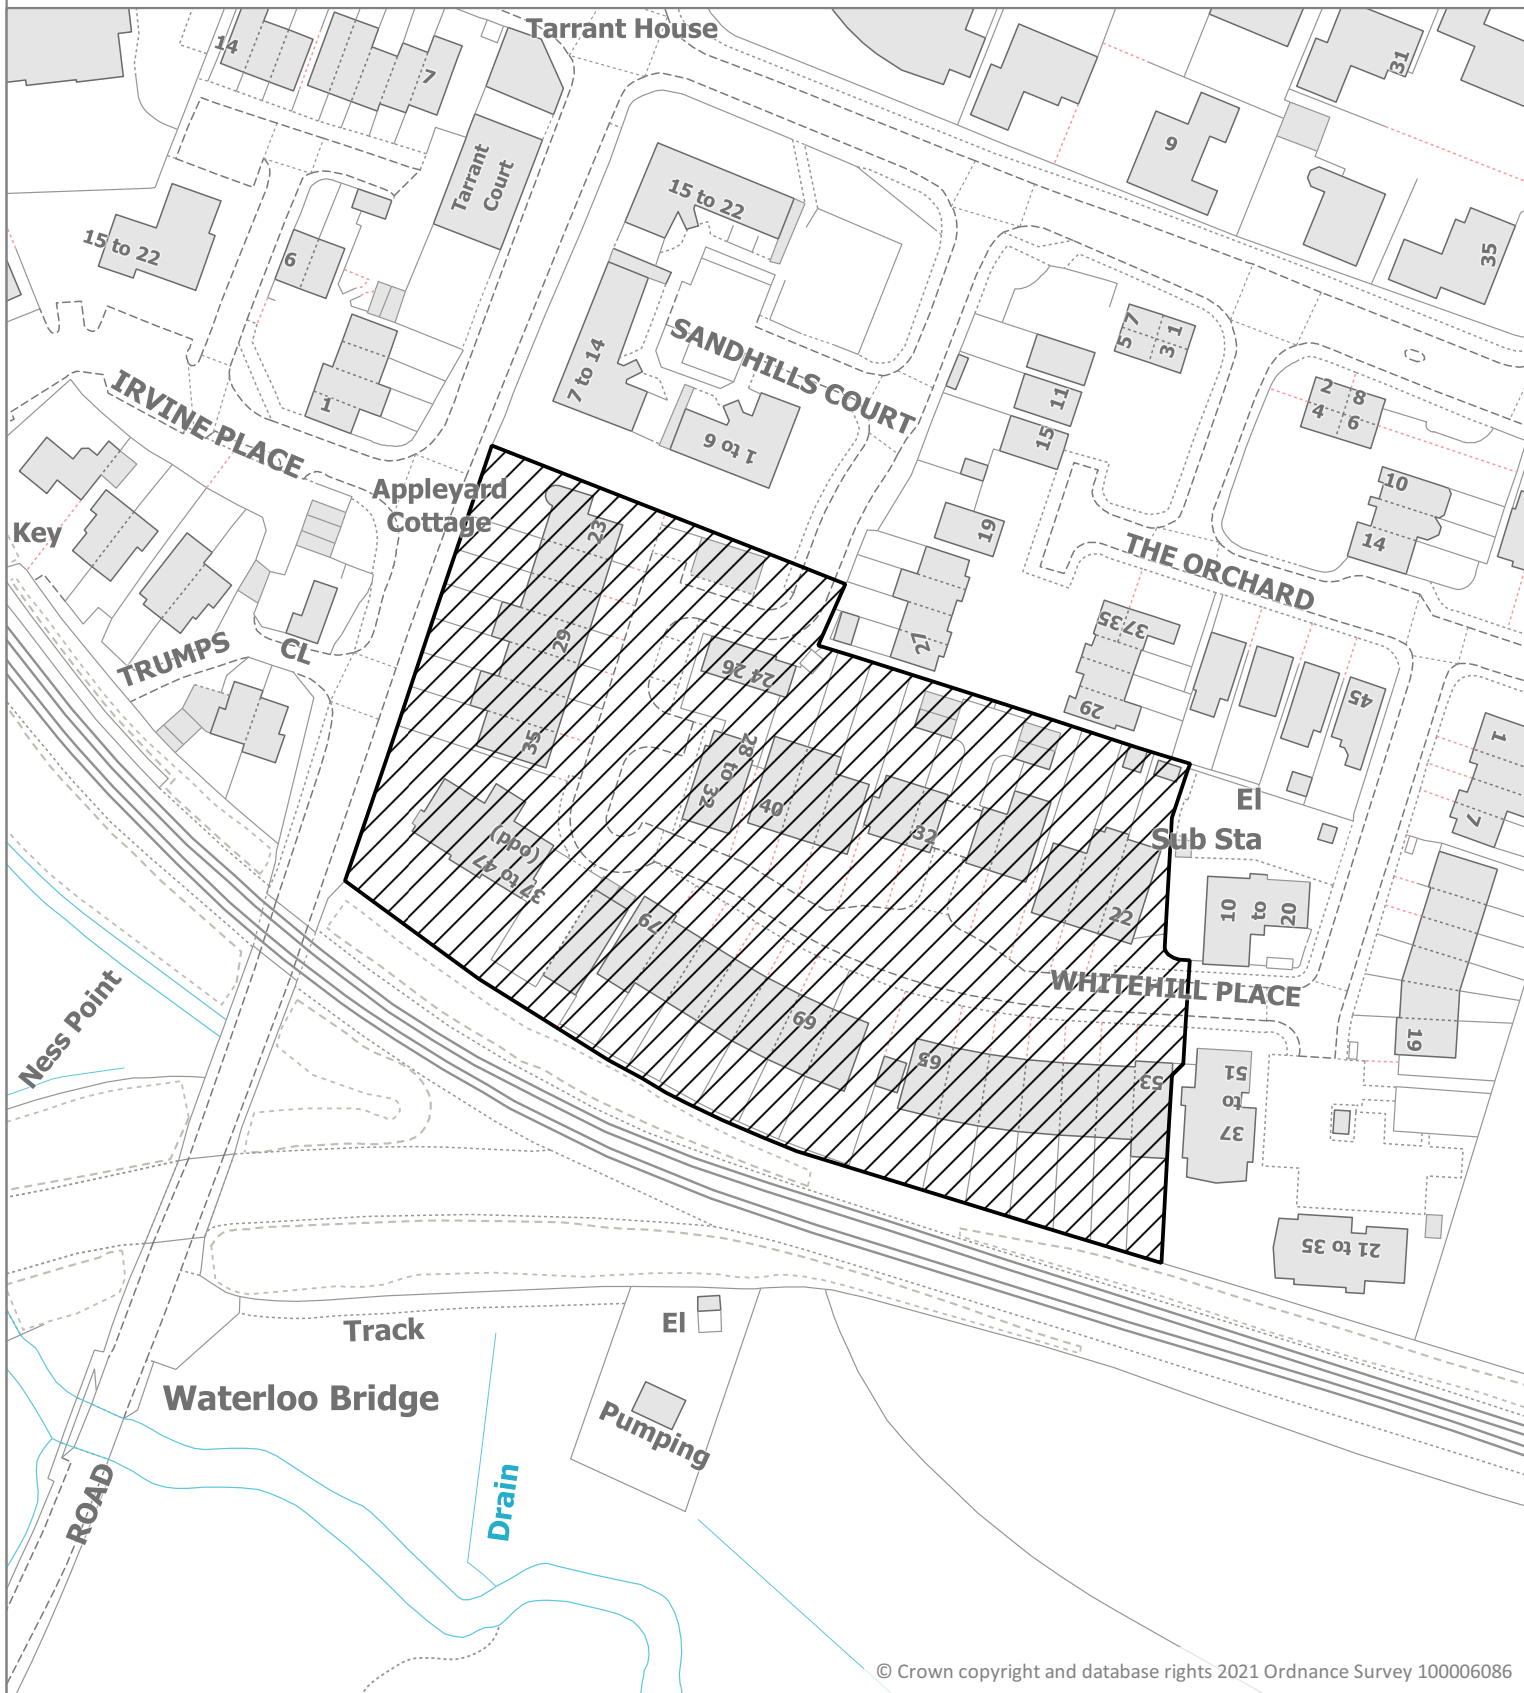 Tarrant House
14
7
31
9
Tarrant
Court
15 to 22
15 to 22
6
35
SANDHILLS COURT
7 to 14
1 to 6
5 7
3 1
11
15
2 8
4 6
IRVINE PLACE
1
10
14
Appleyard
Cottage
Key
23
19
THE ORCHARD
29
27
37 35
TRUMPS
CL
24 26
29
45
35
28 to 32
40
32
El
Sub Sta
1
7
37 to 47
(odd)
22
10
to
20
79
WHITEHILL PLACE
Ness Point
69
65
53
19
51
to
37
21 to 35
Track
El
Waterloo Bridge
Pumping
Drain
ROAD
© Crown copyright and database rights 2021 Ordnance Survey 100006086